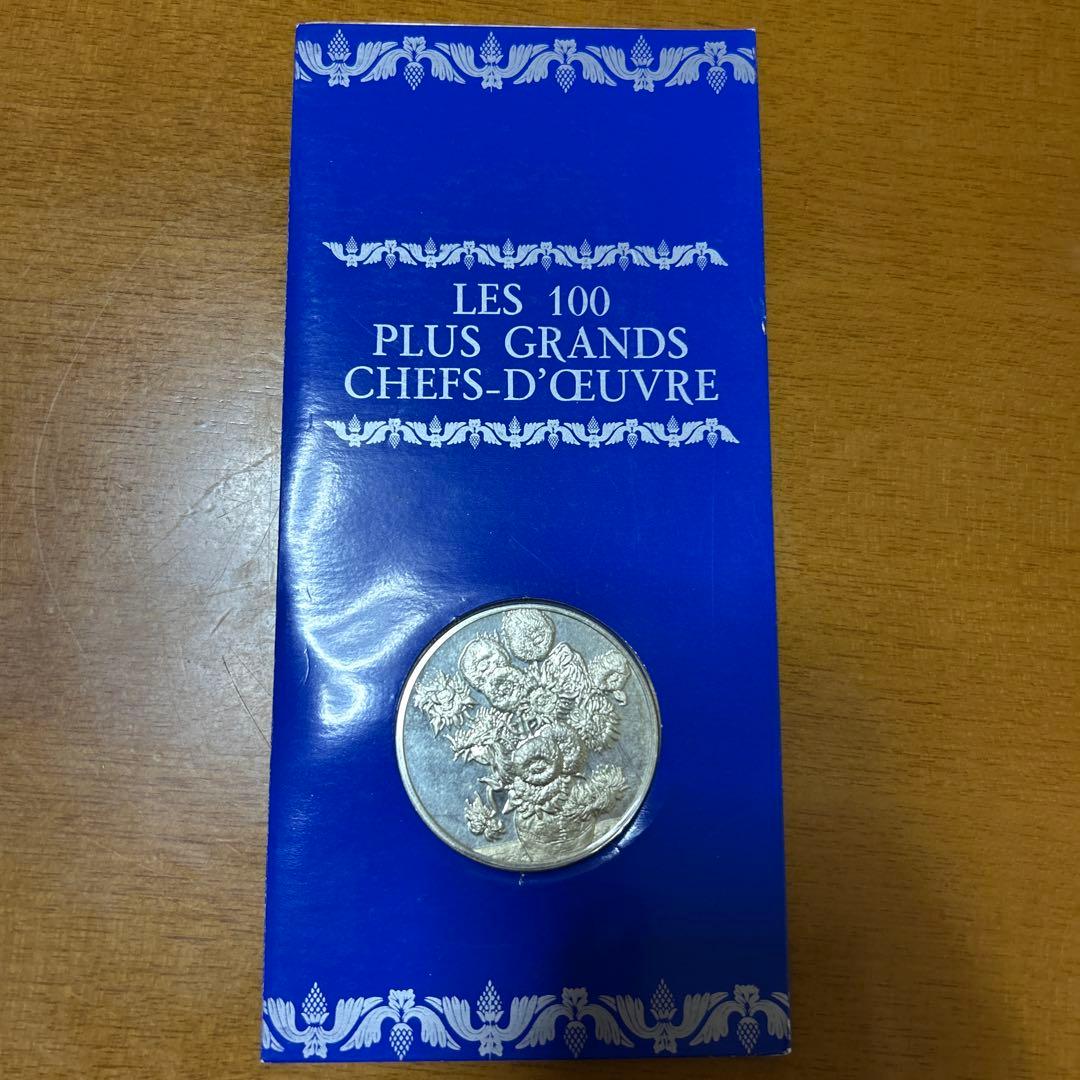 LES 100
PLUS GRANDS
CHEFS-D'ŒUVRE